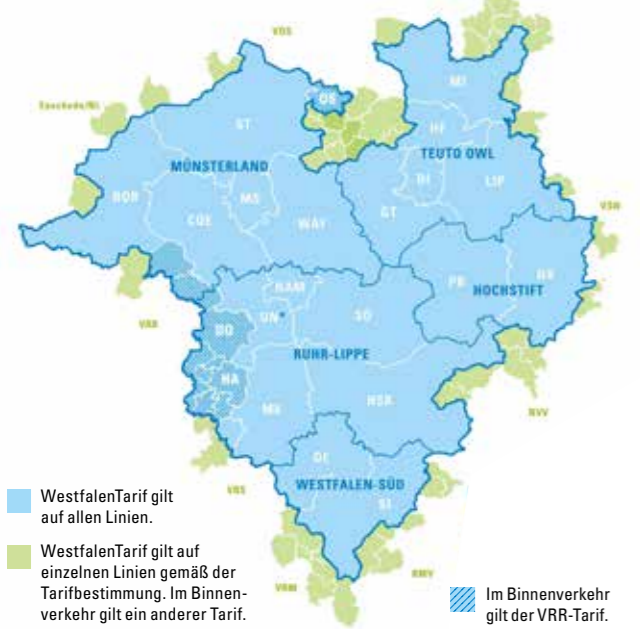 VOS
Enschede/NL
OS
MI
ST
HF
TEUTO OWL
MÜNSTERLAND
BI
LIP
BOR
MS
COE
WAF
GT
VSN
PB
HX
HOCHSTIFT
HAM
VRR
DO
UN*
SO
RUHR-LIPPE
HA
MK
HSK
NVV
OE
WESTFALEN-SÜD
VRS
SI
WestfalenTarif gilt
auf allen Linien.
WestfalenTarif gilt auf
einzelnen Linien gemäß der
Tarifbestimmung. Im Binnen-
verkehr gilt ein anderer Tarif.
VRM
RMV
Im Binnenverkehr
gilt der VRR-Tarif.